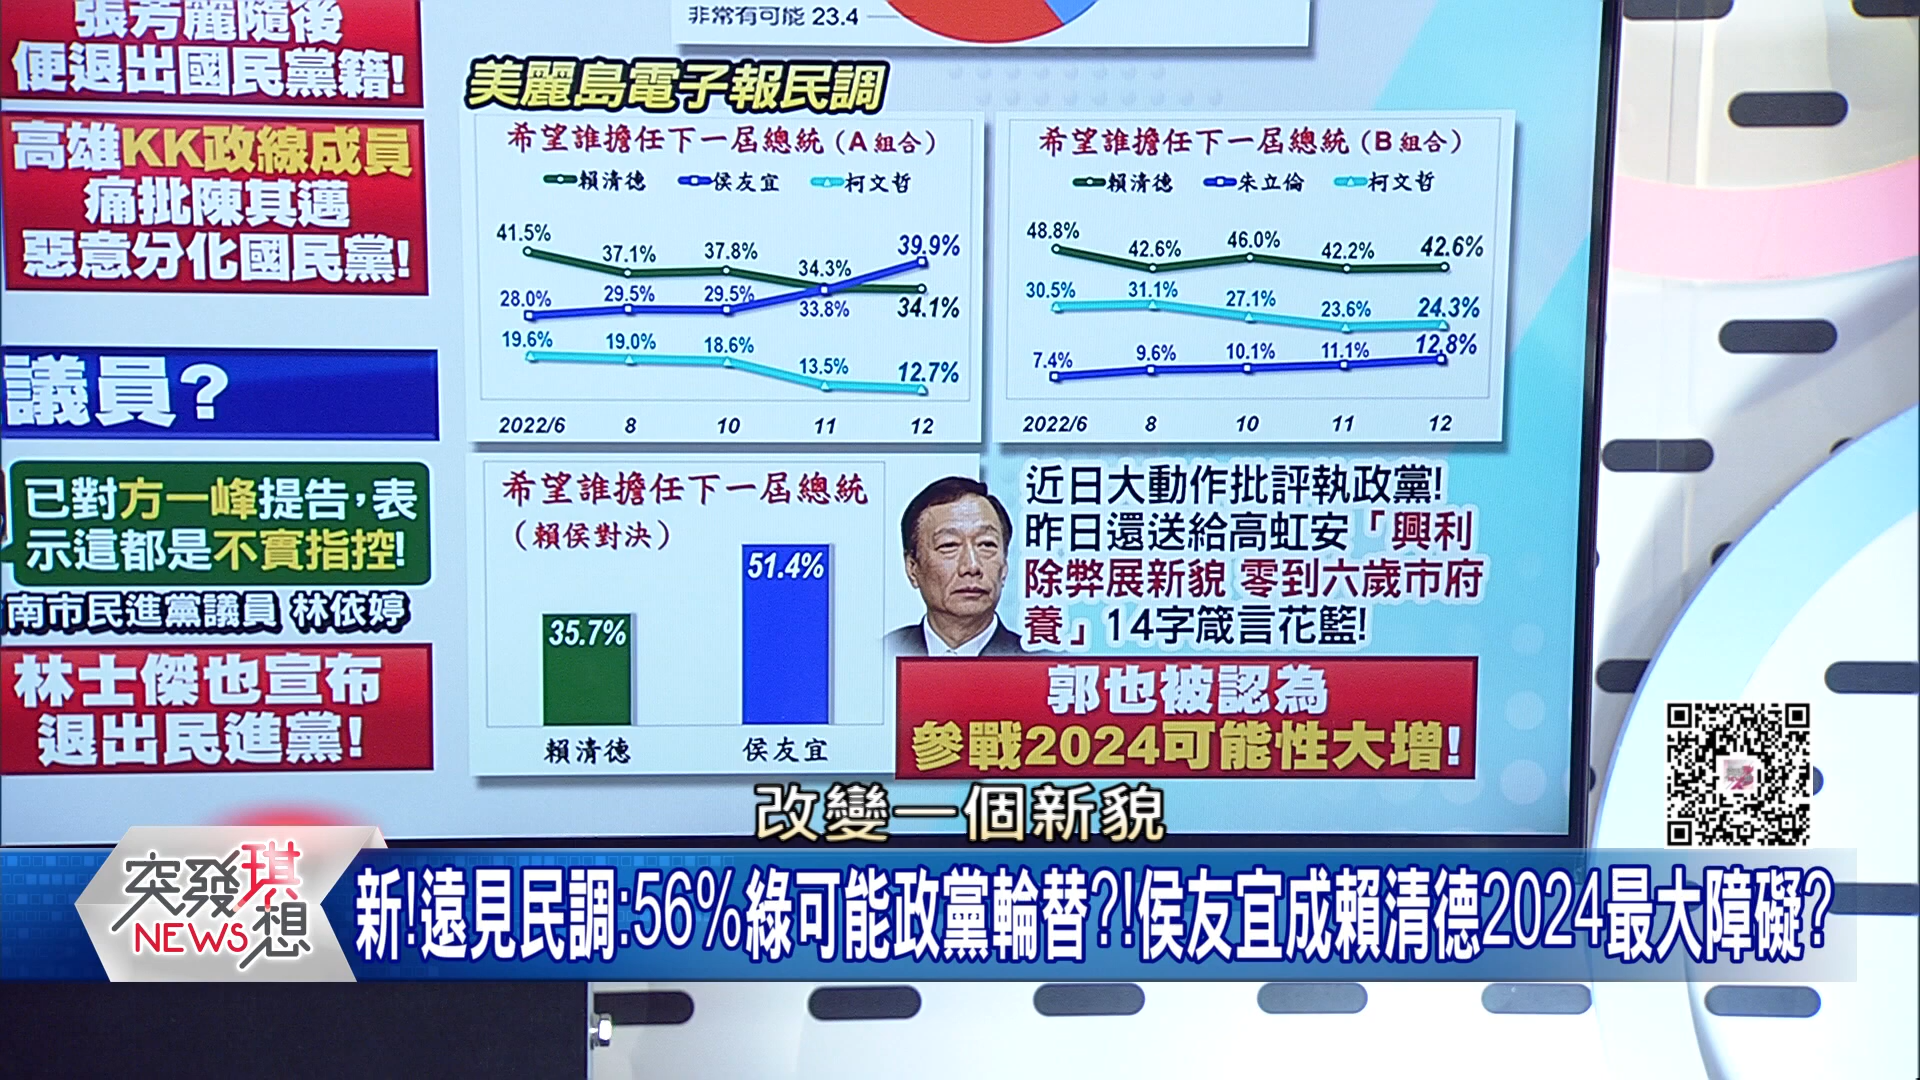 張芳麗隨後
便退出國民黨籍!
高雄KK政線成員
痛批陳其邁
惡意分化國民黨!
議員?
已對方一峰提告,表
示這都是不實指控!
南市民進黨議員 林依婷
林士傑也宣布
退出民進黨!
非常有可能 23.4
美麗島電子報民調
希望誰擔任下一屆總統(A組合)
賴清德 侯友宜 柯文哲
41.5% 37.1% 37.8% 34.3% 39.9%
28.0% 29.5% 29.5% 33.8% 34.1%
19.6% 19.0% 18.6% 13.5% 12.7%
2022/6 8 10 11 12
希望誰擔任下一屆總統(B組合)
賴清德 朱立倫 柯文哲
48.8% 42.6% 46.0% 42.2% 42.6%
30.5% 31.1% 27.1% 23.6% 24.3%
7.4% 9.6% 10.1% 11.1% 12.8%
2022/6 8 10 11 12
希望誰擔任下一屆總統
(賴侯對決)
35.7% 51.4%
賴清德 侯友宜
近日大動作批評執政黨!
昨日還送給高虹安「興利
除弊展新貌 零到六歲市府
養」14字箴言花籃!
郭也被認為
參戰2024可能性大增!
改變一個新貌
突發琪想
NEWS
新!遠見民調:56%綠可能政黨輪替?!侯友宜成賴清德2024最大障礙?